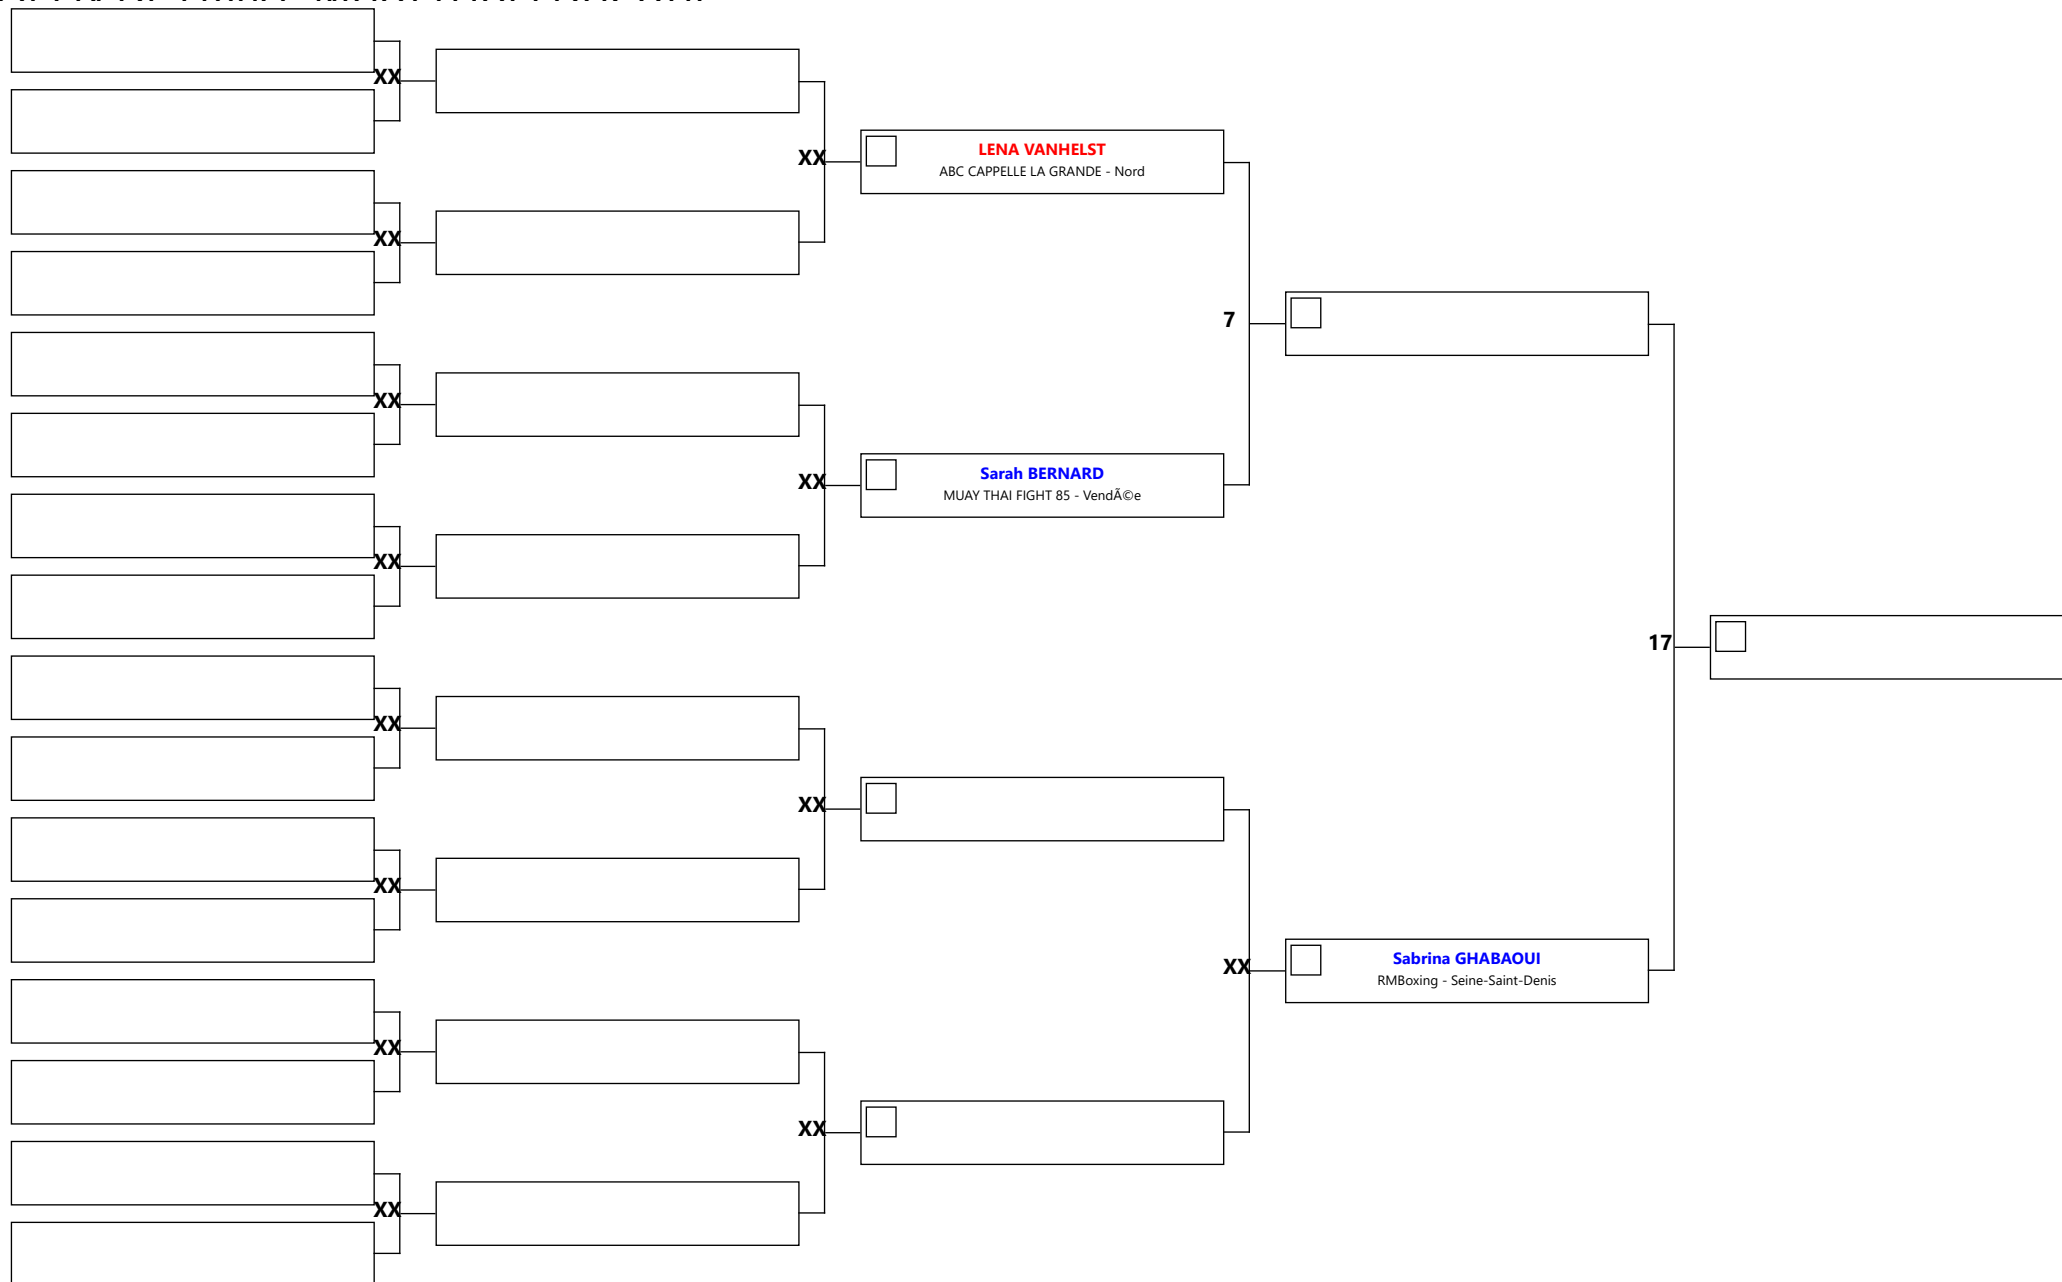 XX
XX
LENA VANHELST
ABC CAPPELLE LA GRANDE - Nord
XX
7
XX
Sarah BERNARD
MUAY THAI FIGHT 85 - VendÃ©e
XX
XX
17
XX
XX
XX
Sabrina GHABAOUI
RMBoxing - Seine-Saint-Denis
XX
XX
XX
XX